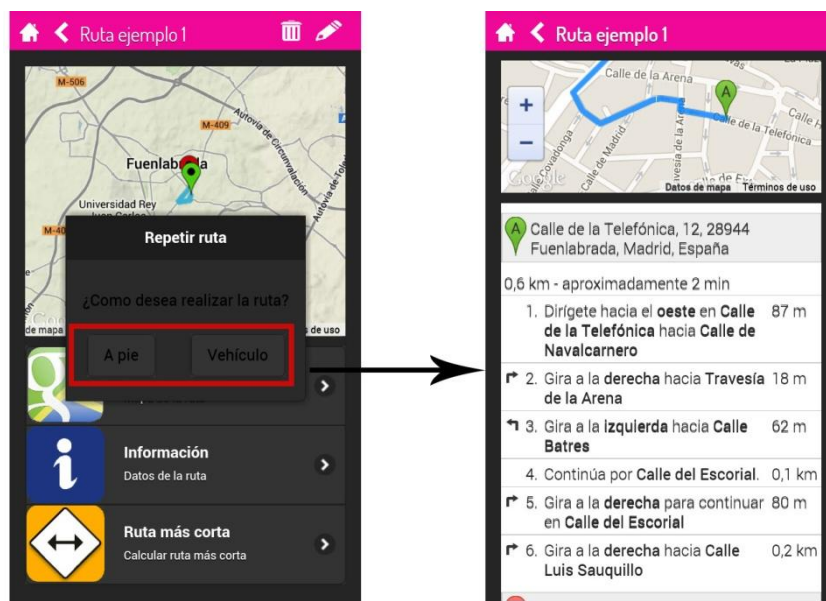 Ruta ejemplo 1
M-506
M-409
Autovía de Circunvalación
Fuenlabrada
Universidad Rey
Juan Carlos
M-40
Autovía de Tole
Repetir ruta
¿Como desea realizar la ruta?
de mapa
s de uso
A pie
Vehículo
Información
Datos de la ruta
Ruta más corta
Calcular ruta más corta
Ruta ejemplo 1
Calle de la Arena
+
−
A
Calle de la Telefónica
Calle de Madrid
Covadonga
Google
Datos de mapa Términos de uso
A Calle de la Telefónica, 12, 28944
Fuenlabrada, Madrid, España
0,6 km - aproximadamente 2 min
1. Dirígete hacia el oeste en Calle 87 m
de la Telefónica hacia Calle de
Navalcarnero
2. Gira a la derecha hacia Travesía 18 m
de la Arena
3. Gira a la izquierda hacia Calle 62 m
Batres
4. Continúa por Calle del Escorial. 0,1 km
5. Gira a la derecha para continuar 80 m
en Calle del Escorial
6. Gira a la derecha hacia Calle 0,2 km
Luis Sauquillo